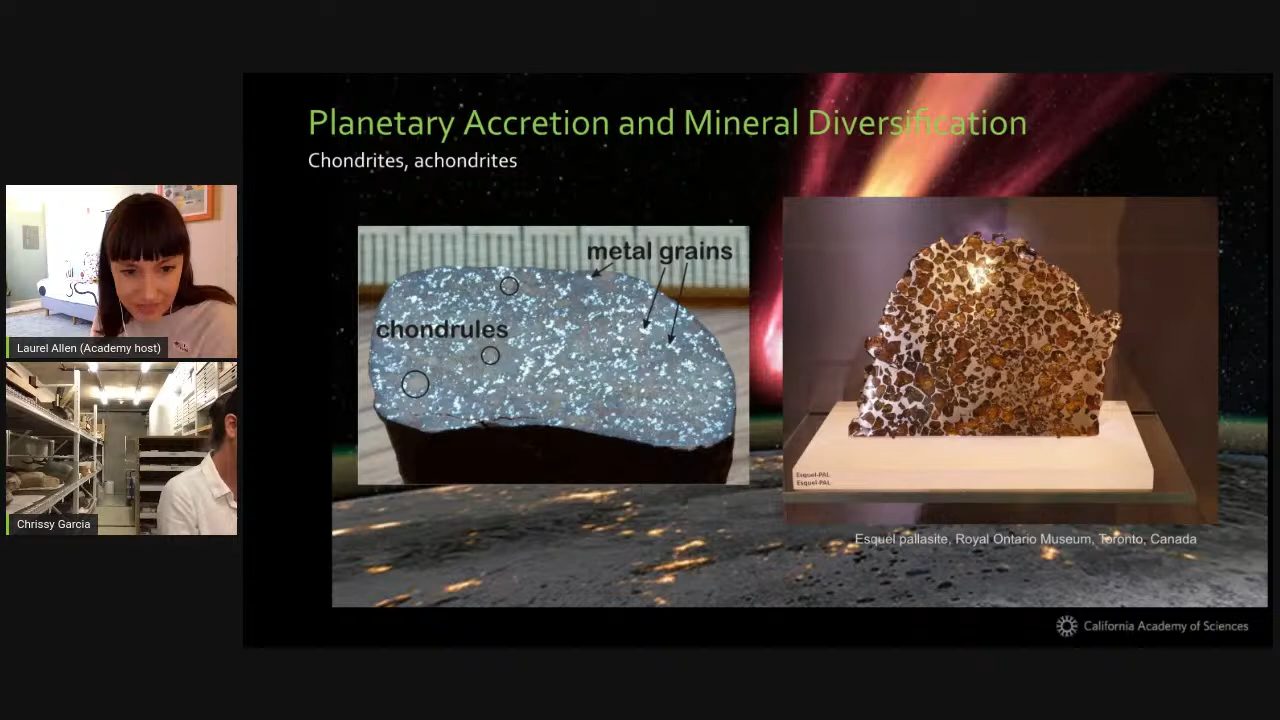 Planetary Accretion and Mineral Diversification
Chondrites, achondrites
metal grains
chondrules
Laurel Allen (Academy host)
Chrissy Garcia
Esquel-PAL
Esquel-PAL
Esquel pallasite, Royal Ontario Museum, Toronto, Canada
California Academy of Sciences